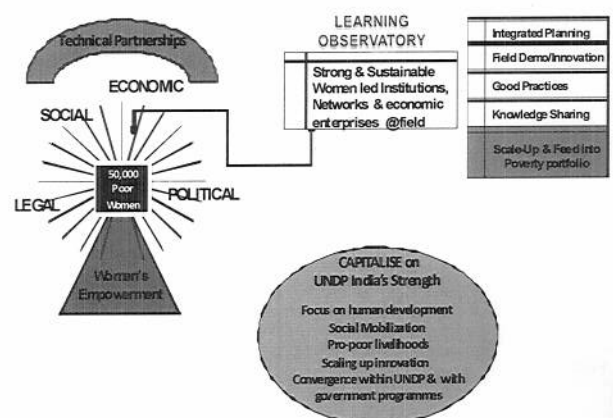 Technical Partnerships
ECONOMIC
SOCIAL
50,000
Poor
Women
LEGAL
POLITICAL
Women's
Empowerment
LEARNING
OBSERVATORY
Strong & Sustainable
Women led Institutions,
Networks & economic
enterprises @field
Integrated Planning
Field Demo/Innovation
Good Practices
Knowledge Sharing
Scale-Up & Feed into
Poverty portfolio
CAPITALISE on
UNDP India's Strength
Focus on human development
Social Mobilization
Pro-poor livelihoods
Scaling up innovation
Convergence within UNDP & with
government programmes